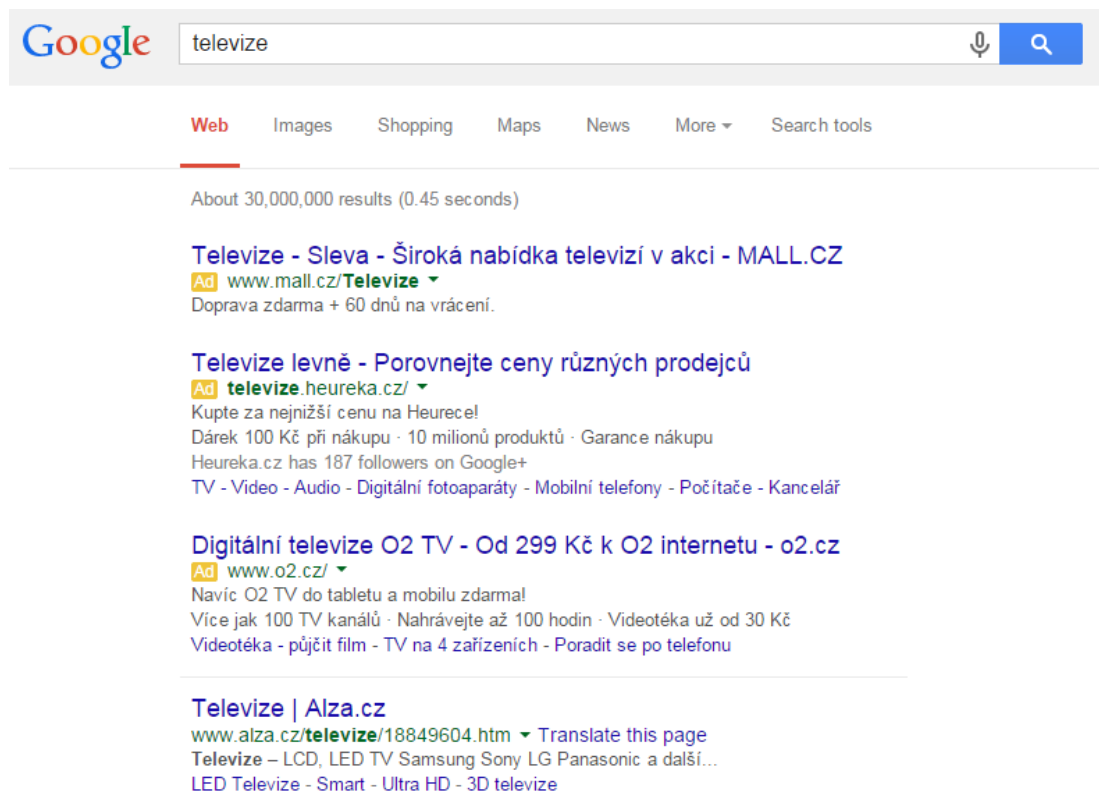 Google televize
Web Images Shopping Maps News More Search tools
About 30,000,000 results (0.45 seconds)
Televize - Sleva - Široká nabídka televizí v akci - MALL.CZ
Ad www.mall.cz/Televize
Doprava zdarma + 60 dnů na vrácení.
Televize levně - Porovnejte ceny různých prodejců
Ad televize.heureka.cz/
Kupte za nejnižší cenu na Heurece!
Dárek 100 Kč při nákupu · 10 milionů produktů · Garance nákupu
Heureka.cz has 187 followers on Google+
TV - Video - Audio - Digitální fotoaparáty - Mobilní telefony - Počítače - Kancelář
Digitální televize O2 TV - Od 299 Kč k O2 internetu - o2.cz
Ad www.o2.cz/
Navíc O2 TV do tabletu a mobilu zdarma!
Více jak 100 TV kanálů · Nahrávejte až 100 hodin · Videotéka už od 30 Kč
Videotéka - půjčit film - TV na 4 zařízeních - Poradit se po telefonu
Televize | Alza.cz
www.alza.cz/televize/18849604.htm Translate this page
Televize – LCD, LED TV Samsung Sony LG Panasonic a další...
LED Televize - Smart - Ultra HD - 3D televize